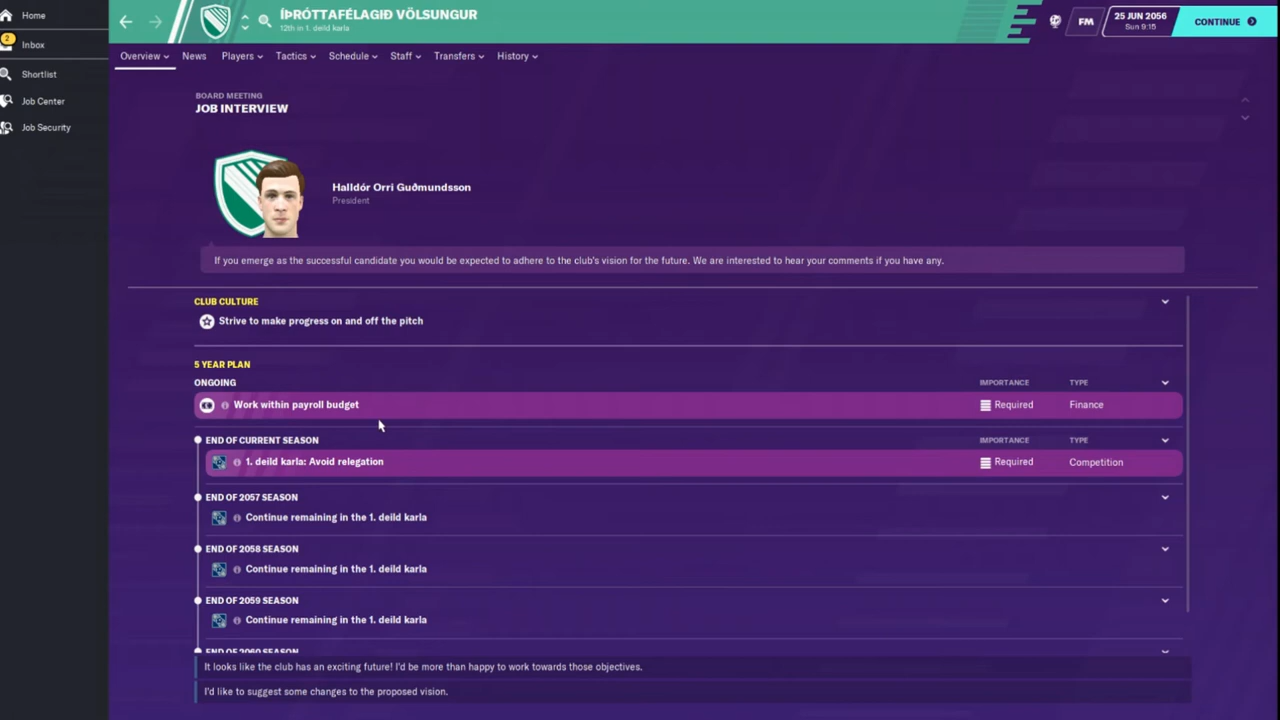 Home
ÍÞRÓTTAFÉLAGIÐ VÖLSUNGUR
12th in 1. deild karla
FM
25 JUN 2056
Sun 9:15
CONTINUE
2
Inbox
Shortlist
Job Center
Job Security
Overview
News
Players
Tactics
Schedule
Staff
Transfers
History
BOARD MEETING
JOB INTERVIEW
Halldór Orri Guðmundsson
President
If you emerge as the successful candidate you would be expected to adhere to the club's vision for the future. We are interested to hear your comments if you have any.
CLUB CULTURE
Strive to make progress on and off the pitch
5 YEAR PLAN
ONGOING IMPORTANCE TYPE
Work within payroll budget Required Finance
END OF CURRENT SEASON IMPORTANCE TYPE
1. deild karla: Avoid relegation Required Competition
END OF 2057 SEASON
Continue remaining in the 1. deild karla
END OF 2058 SEASON
Continue remaining in the 1. deild karla
END OF 2059 SEASON
Continue remaining in the 1. deild karla
END OF 2060 SEASON
It looks like the club has an exciting future! I'd be more than happy to work towards those objectives.
I'd like to suggest some changes to the proposed vision.